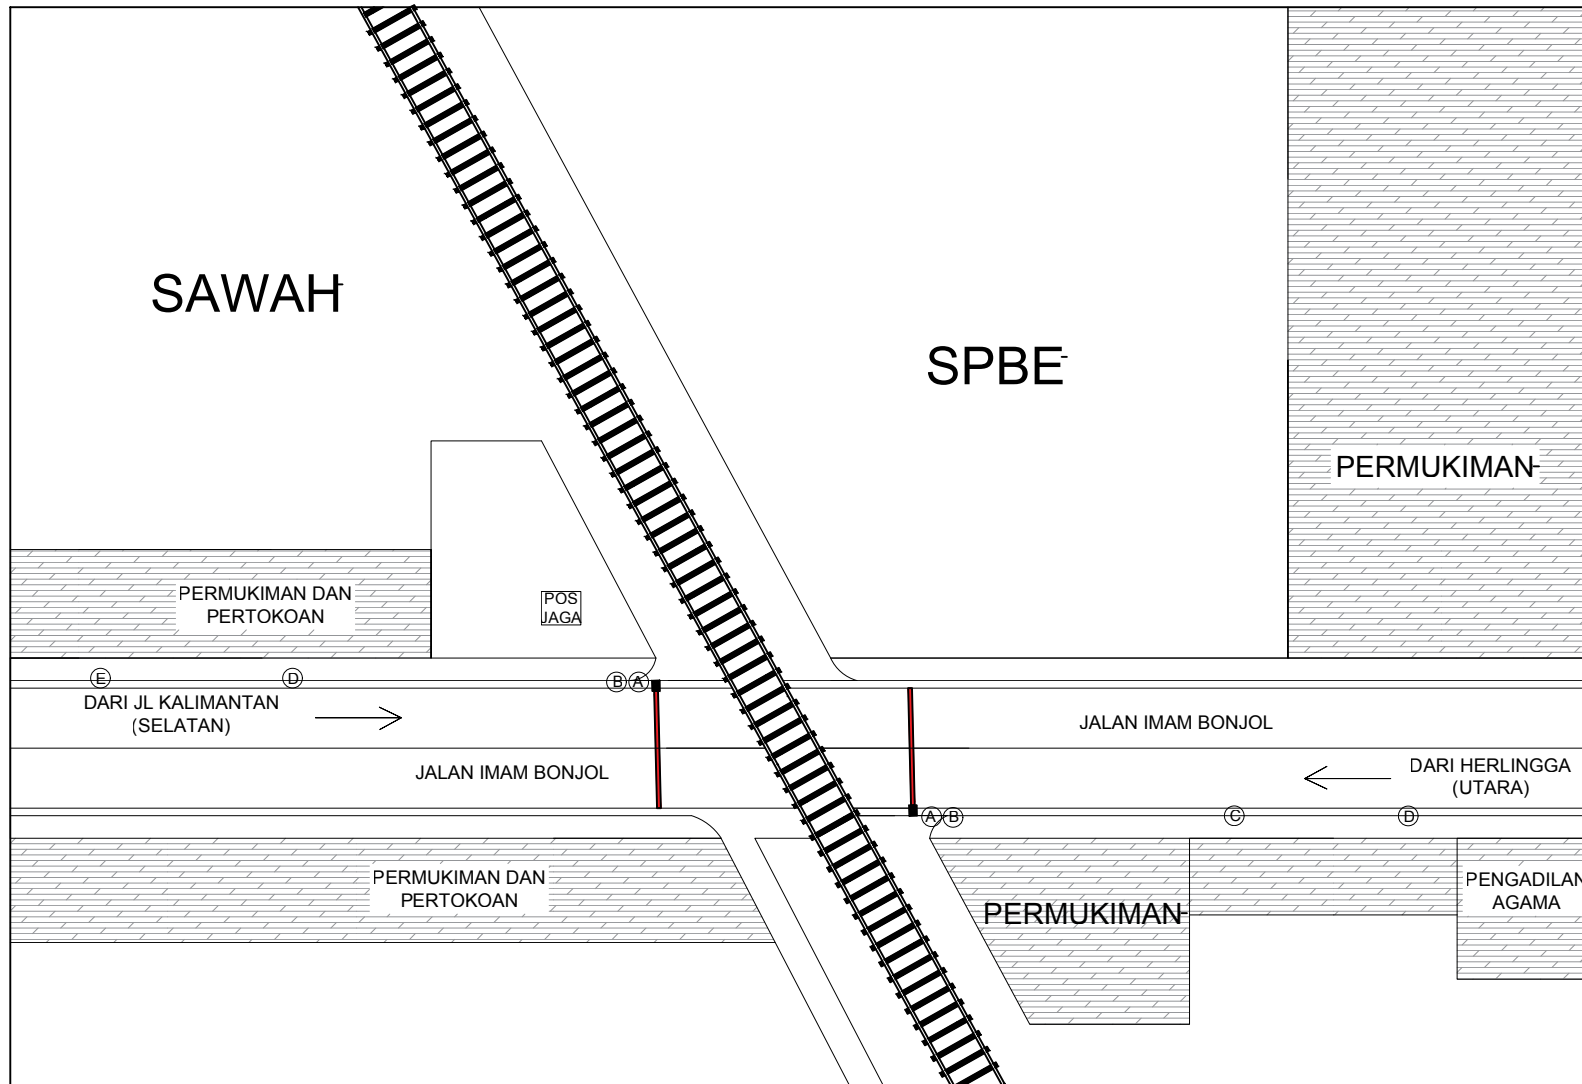 SAWAH
SPBE
PERMUKIMAN
PERMUKIMAN DAN
PERTOKOAN
POS
JAGA
E
D
B
A
DARI JL KALIMANTAN
(SELATAN)
JALAN IMAM BONJOL
JALAN IMAM BONJOL
DARI HERLINGGA
(UTARA)
A
B
C
D
PERMUKIMAN DAN
PERTOKOAN
PERMUKIMAN
PENGADILAN
AGAMA